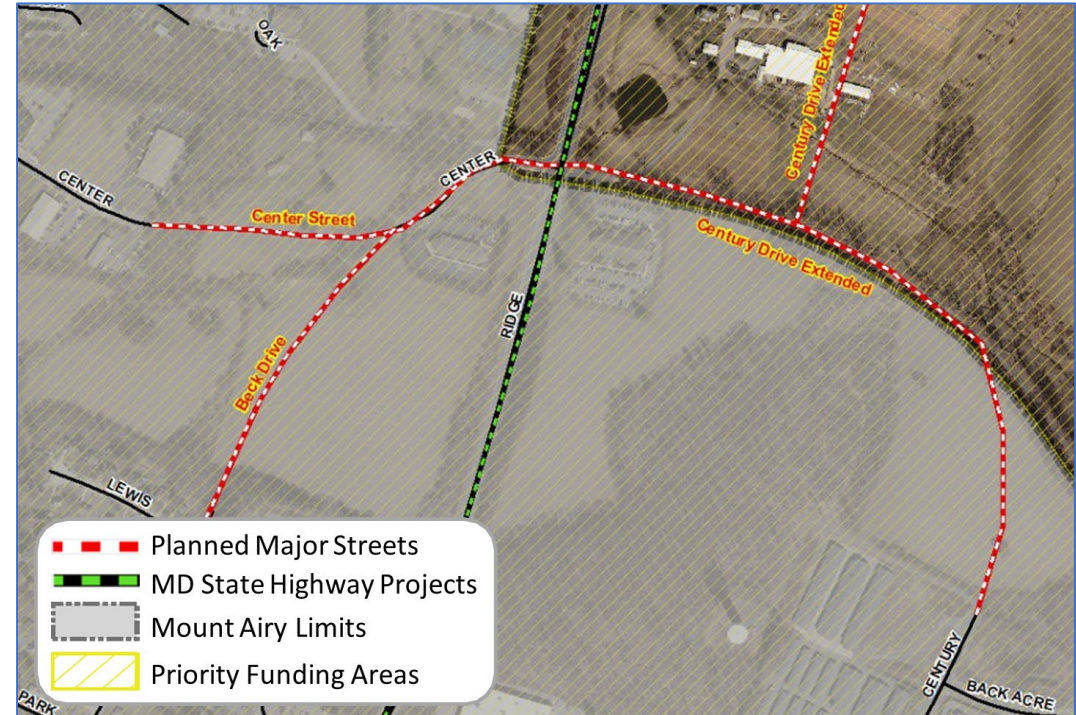 OAK
Century Drive Extended
CENTER
CENTER
Center Street
Century Drive Extended
RIDGE
Beck Drive
LEWIS
Planned Major Streets
MD State Highway Projects
Mount Airy Limits
Priority Funding Areas
CENTURY
BACK ACRE
PARK